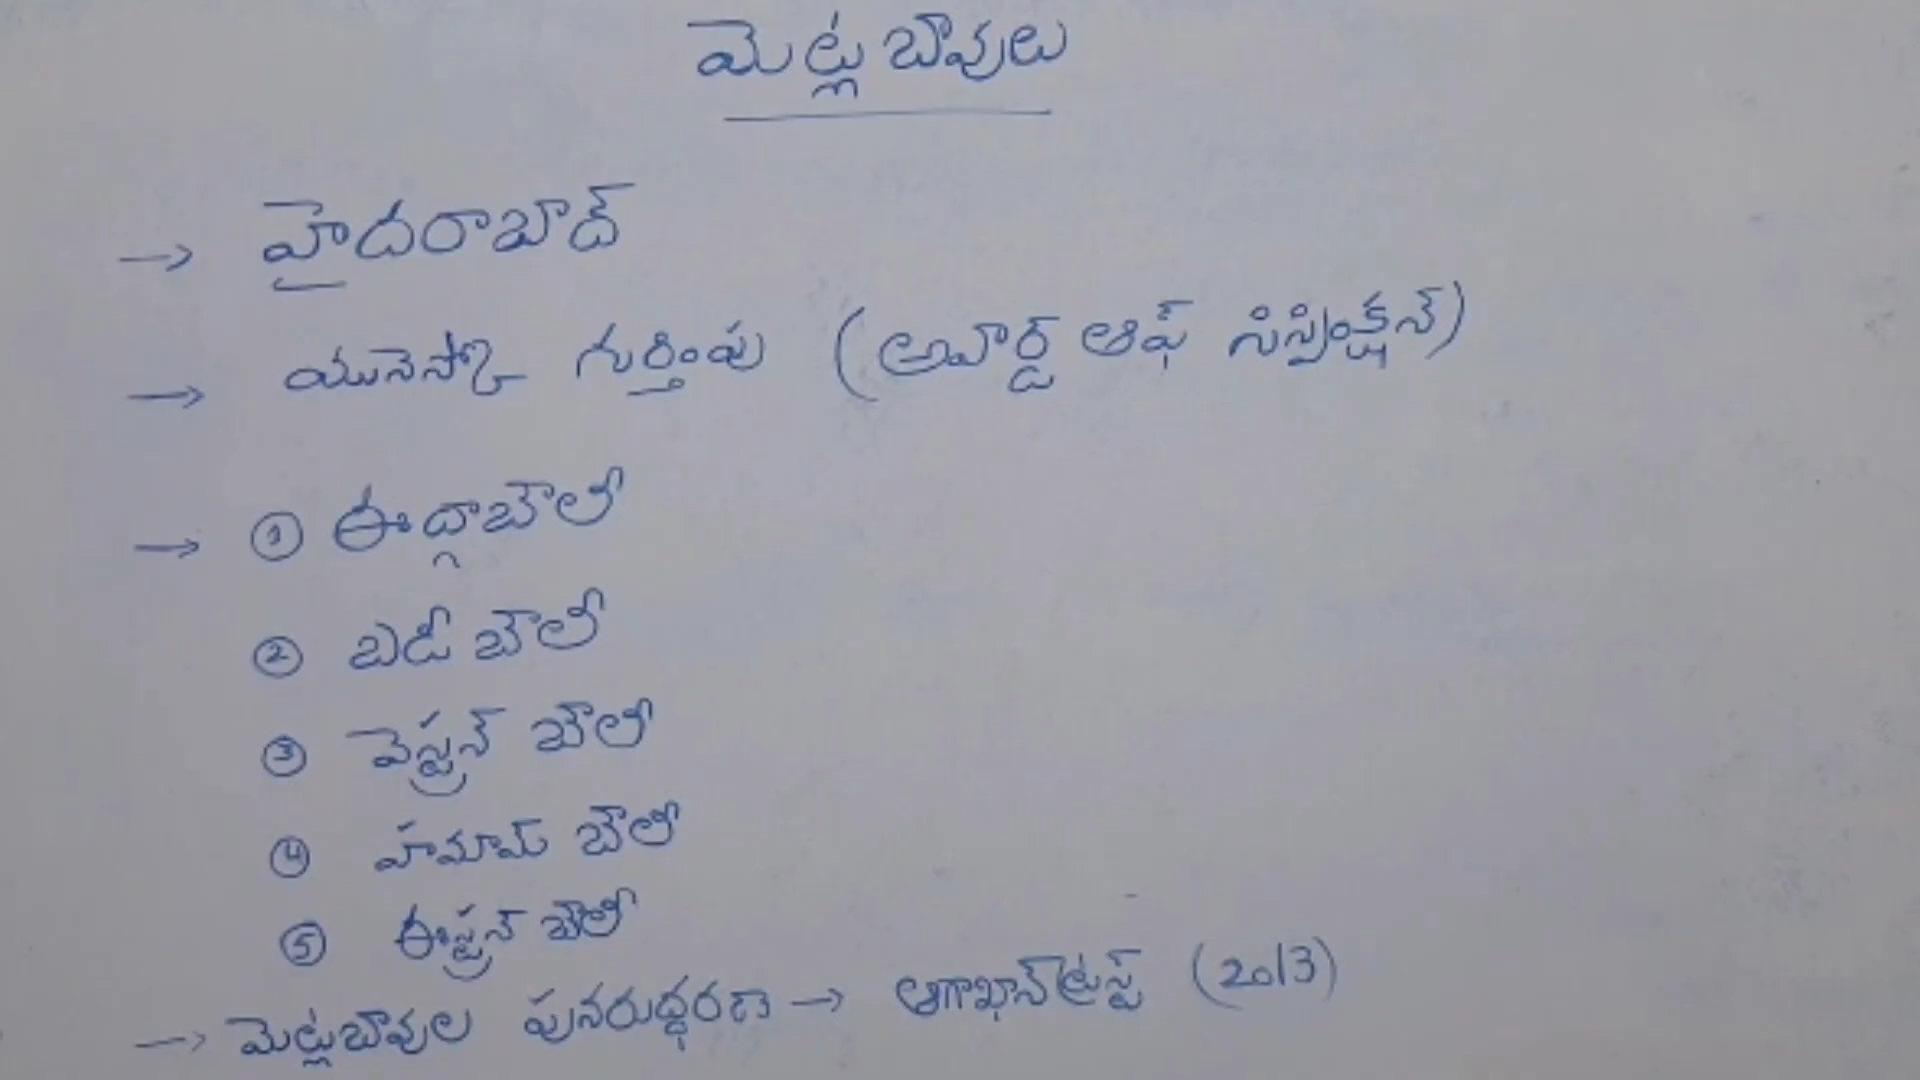 మెట్ల బావులు
→ హైదరాబాద్
→ యునెస్కో గుర్తింపు (అవార్డ్ ఆఫ్ డిస్టింక్షన్)
→ ① ఈద్గాబౌలీ
② బడీ బౌలీ
③ వెస్ట్రన్ బౌలీ
④ హమామ్ బౌలీ
⑤ ఈస్ట్రన్ బౌలీ
→ మెట్లబావుల పునరుద్ధరణ → ఆగాఖాన్ ట్రస్ట్ (2013)